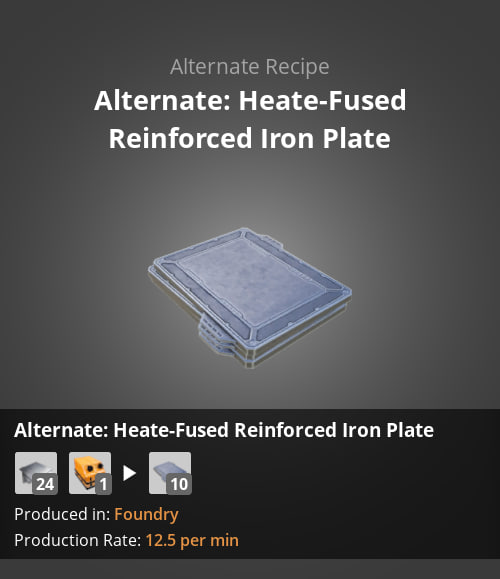 Alternate Recipe
Alternate: Heate-Fused
Reinforced Iron Plate
Alternate: Heate-Fused Reinforced Iron Plate
24 1 10
Produced in: Foundry
Production Rate: 12.5 per min